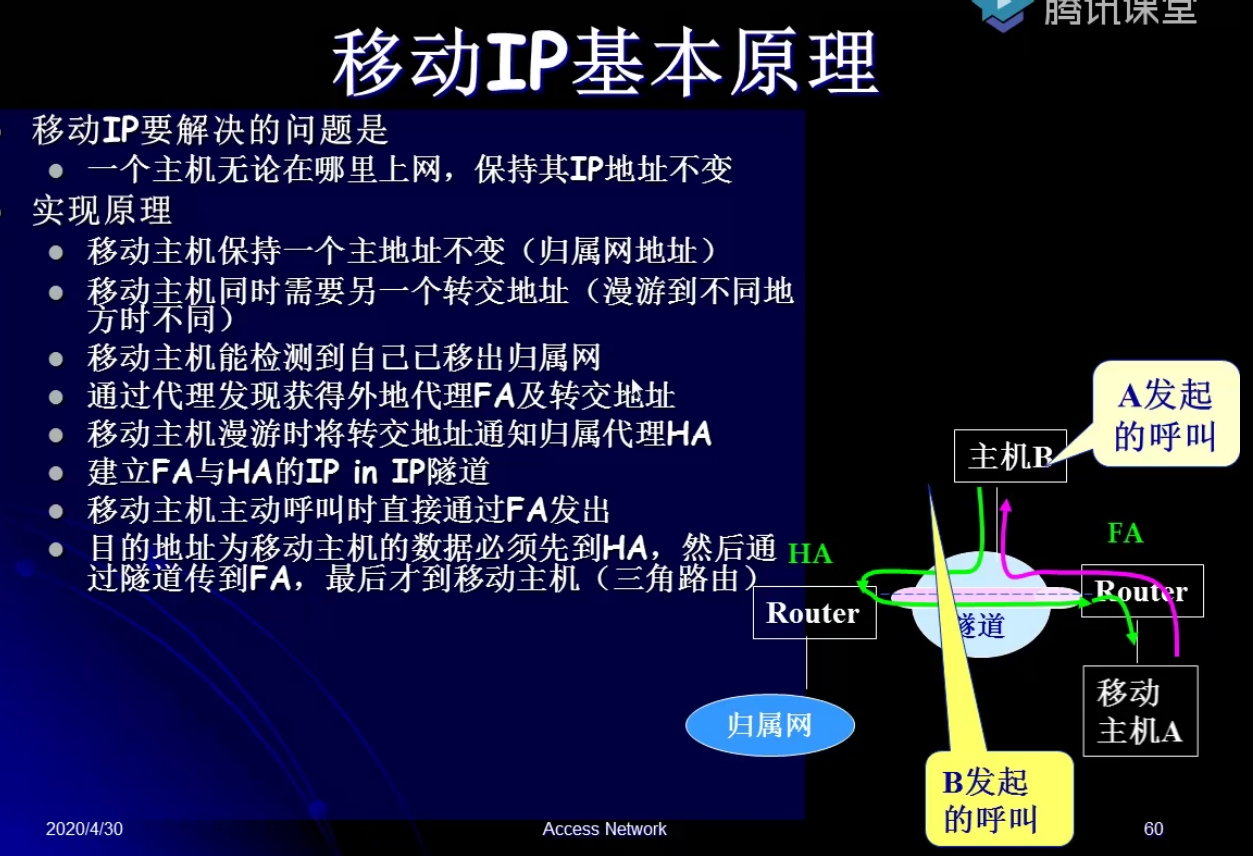 腾讯课堂
移动IP基本原理
移动IP要解决的问题是
一个主机无论在哪里上网，保持其IP地址不变
实现原理
移动主机保持一个主地址不变（归属网地址）
移动主机同时需要另一个转交地址（漫游到不同地
方时不同）
移动主机能检测到自己已移出归属网
通过代理发现获得外地代理FA及转交地址
移动主机漫游时将转交地址通知归属代理HA
建立FA与HA的IP in IP隧道
移动主机主动呼叫时直接通过FA发出
目的地址为移动主机的数据必须先到HA，然后通
过隧道传到FA，最后才到移动主机（三角路由）
A发起
的呼叫
主机B
HA
FA
Router
Router
隧道
移动
主机A
归属网
B发起
的呼叫
2020/4/30
Access Network
60